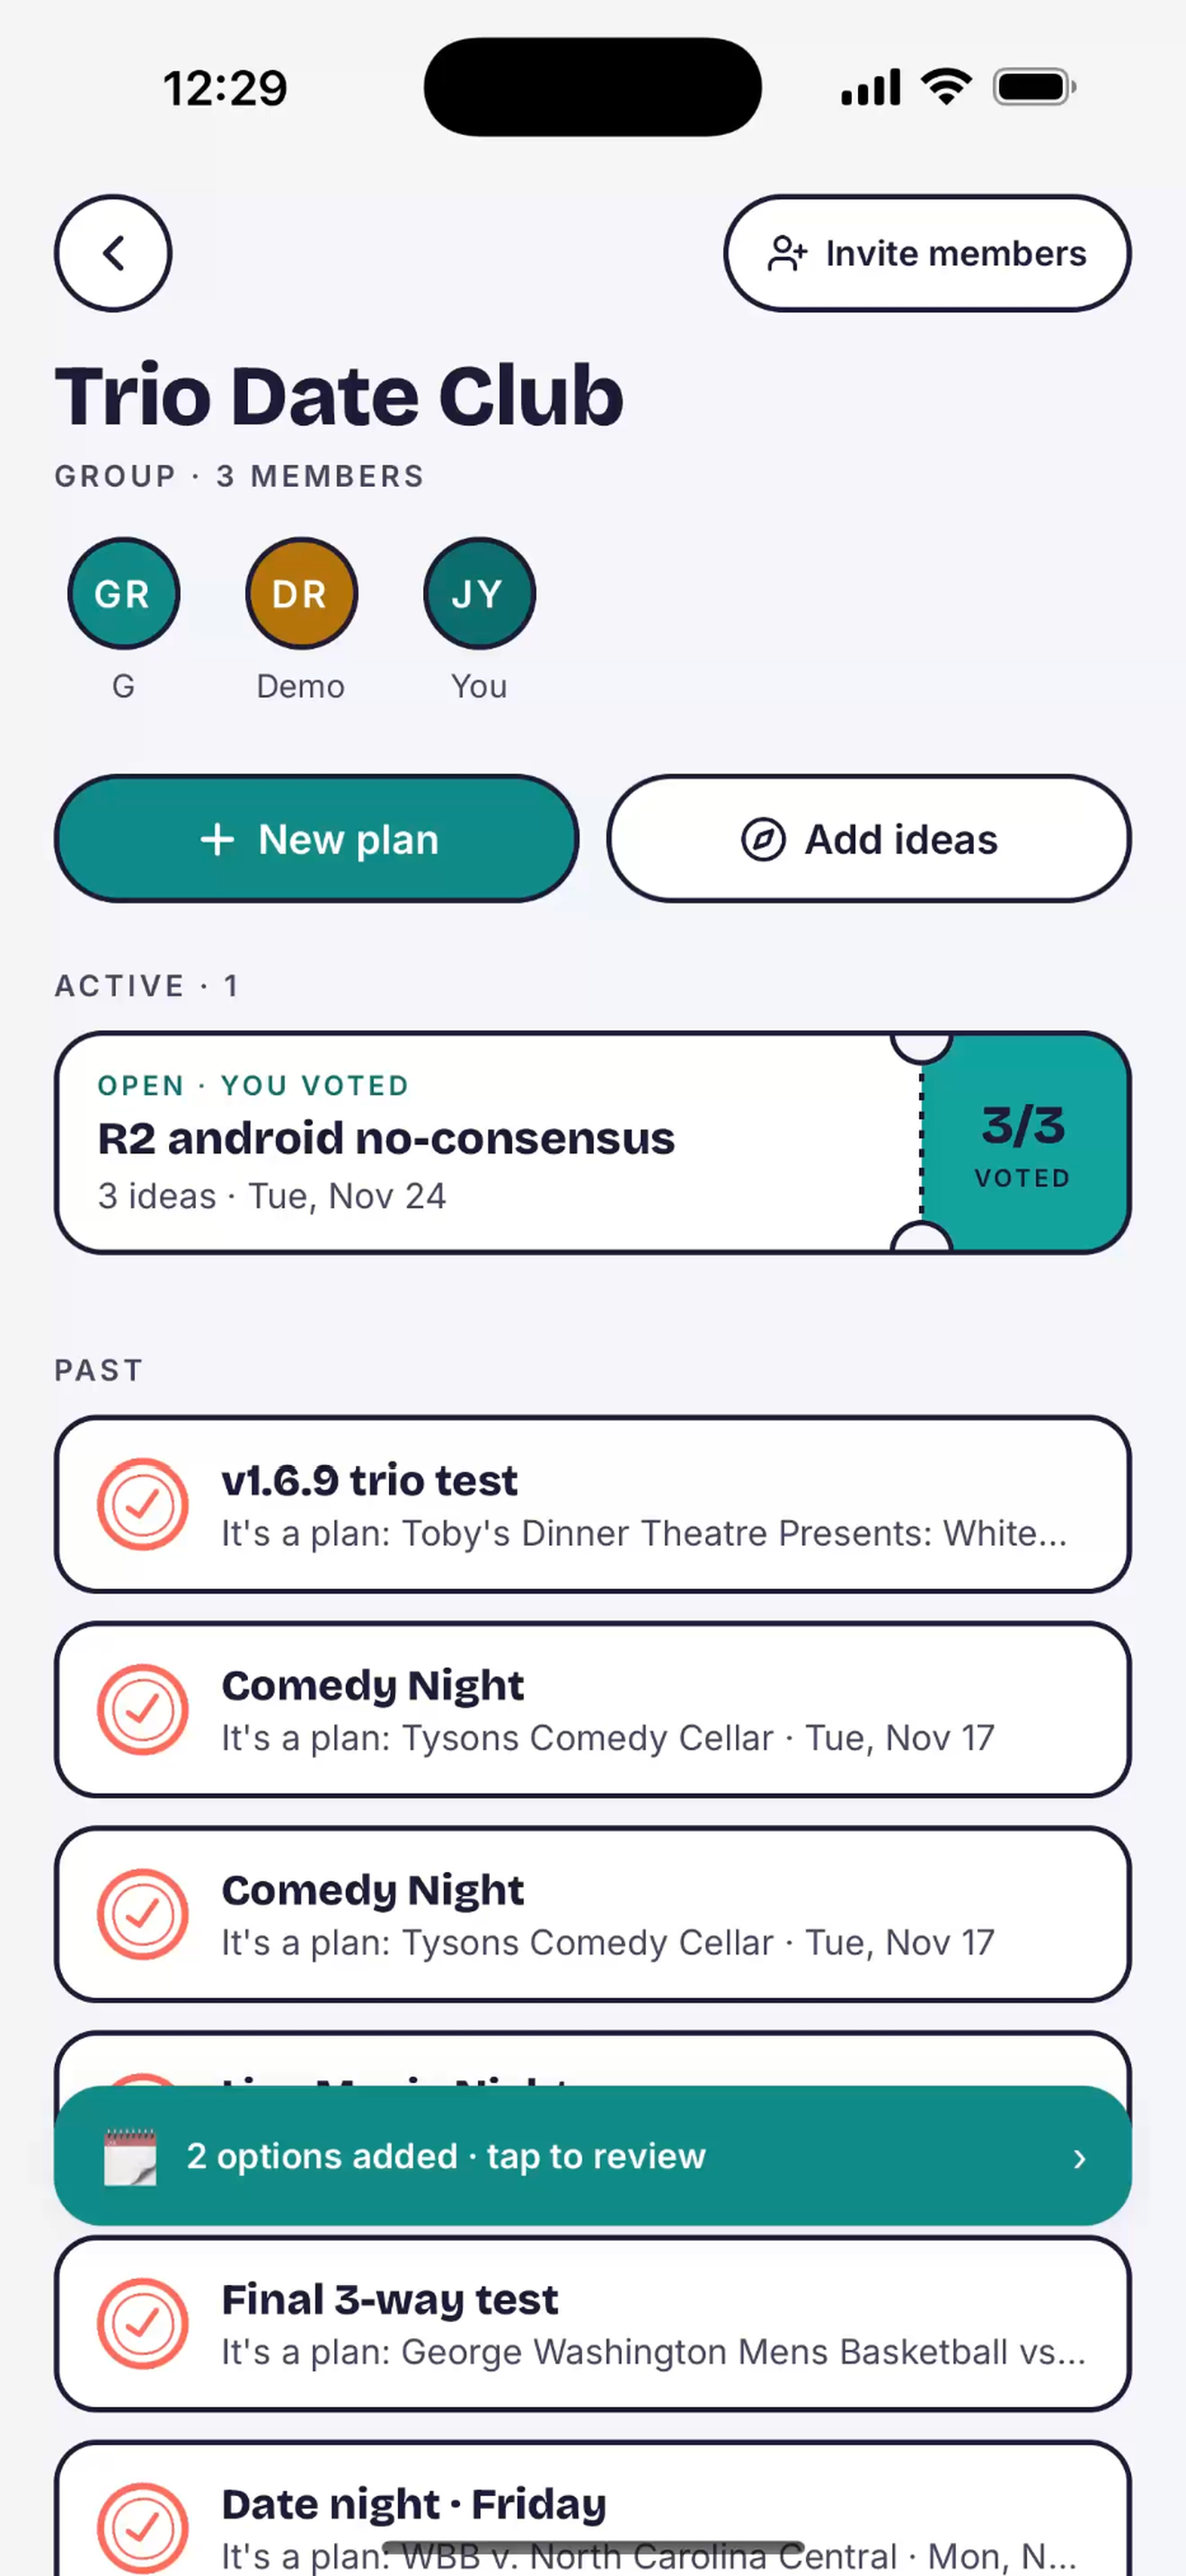 12:29
Invite members
Trio Date Club
GROUP · 3 MEMBERS
GR DR JY
G Demo You
New plan
Add ideas
ACTIVE · 1
OPEN · YOU VOTED
R2 android no-consensus
3 ideas · Tue, Nov 24
3/3
VOTED
PAST
v1.6.9 trio test
It's a plan: Toby's Dinner Theatre Presents: White...
Comedy Night
It's a plan: Tysons Comedy Cellar · Tue, Nov 17
Comedy Night
It's a plan: Tysons Comedy Cellar · Tue, Nov 17
2 options added · tap to review
Final 3-way test
It's a plan: George Washington Mens Basketball vs...
Date night · Friday
It's a plan: WBB v. North Carolina Central · Mon, N...